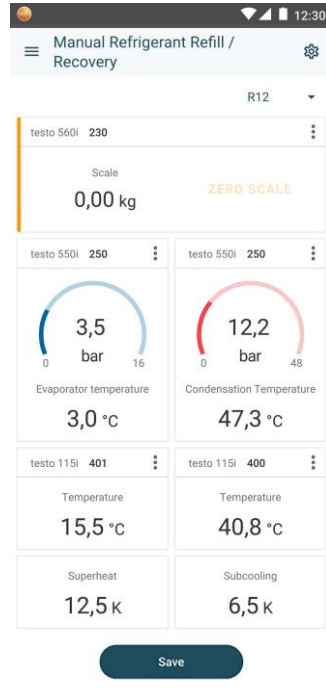 12:30
Manual Refrigerant Refill /
Recovery
R12
testo 560i 230
Scale
0,00 kg
ZERO SCALE
testo 550i 250
testo 550i 250
3,5
bar
0 16
12,2
bar
0 48
Evaporator temperature
3,0 °C
Condensation Temperature
47,3 °C
testo 115i 401
testo 115i 400
Temperature
15,5 °C
Temperature
40,8 °C
Superheat
12,5 K
Subcooling
6,5 K
Save